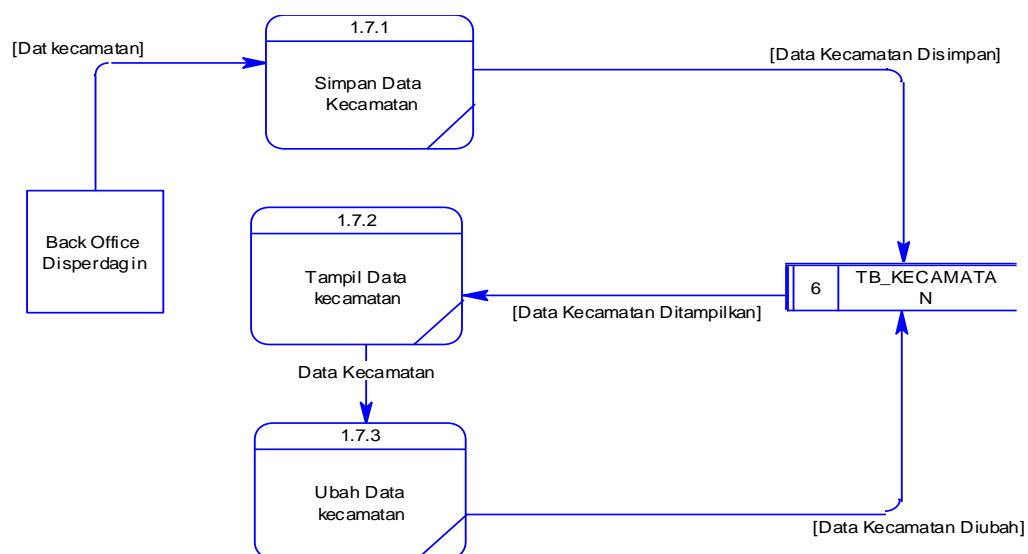 1.7.1
[Dat kecamatan]
[Data Kecamatan Disimpan]
Simpan Data
Kecamatan
1.7.2
Back Office
Disperdagin
Tampil Data
kecamatan
6
TB_KECAMATA
N
[Data Kecamatan Ditampilkan]
Data Kecamatan
1.7.3
Ubah Data
kecamatan
[Data Kecamatan Diubah]